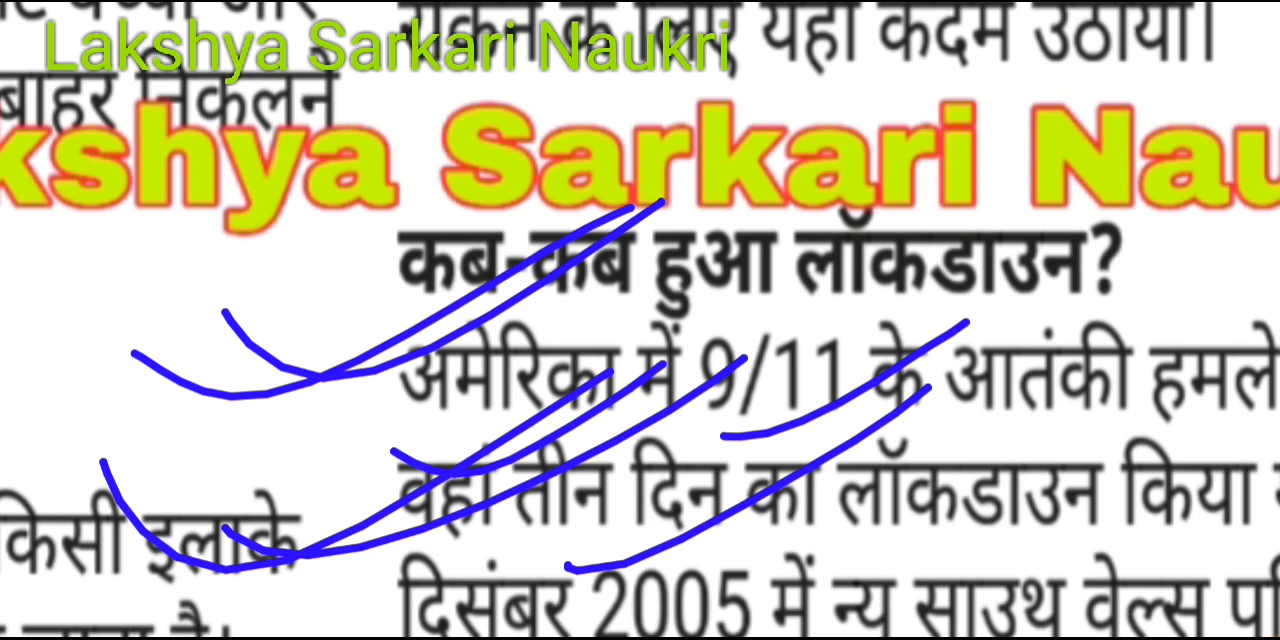 Lakshya Sarkari Naukri
यही कदम उठाया।
बाहर निकलने
kshya Sarkari Nau
कब-कब हुआ लॉकडाउन?
अमेरिका में 9/11 के आतंकी हमले
वहां तीन दिन का लॉकडाउन किया
किसी इलाके
दिसंबर 2005 में न्य साउथ वेल्स